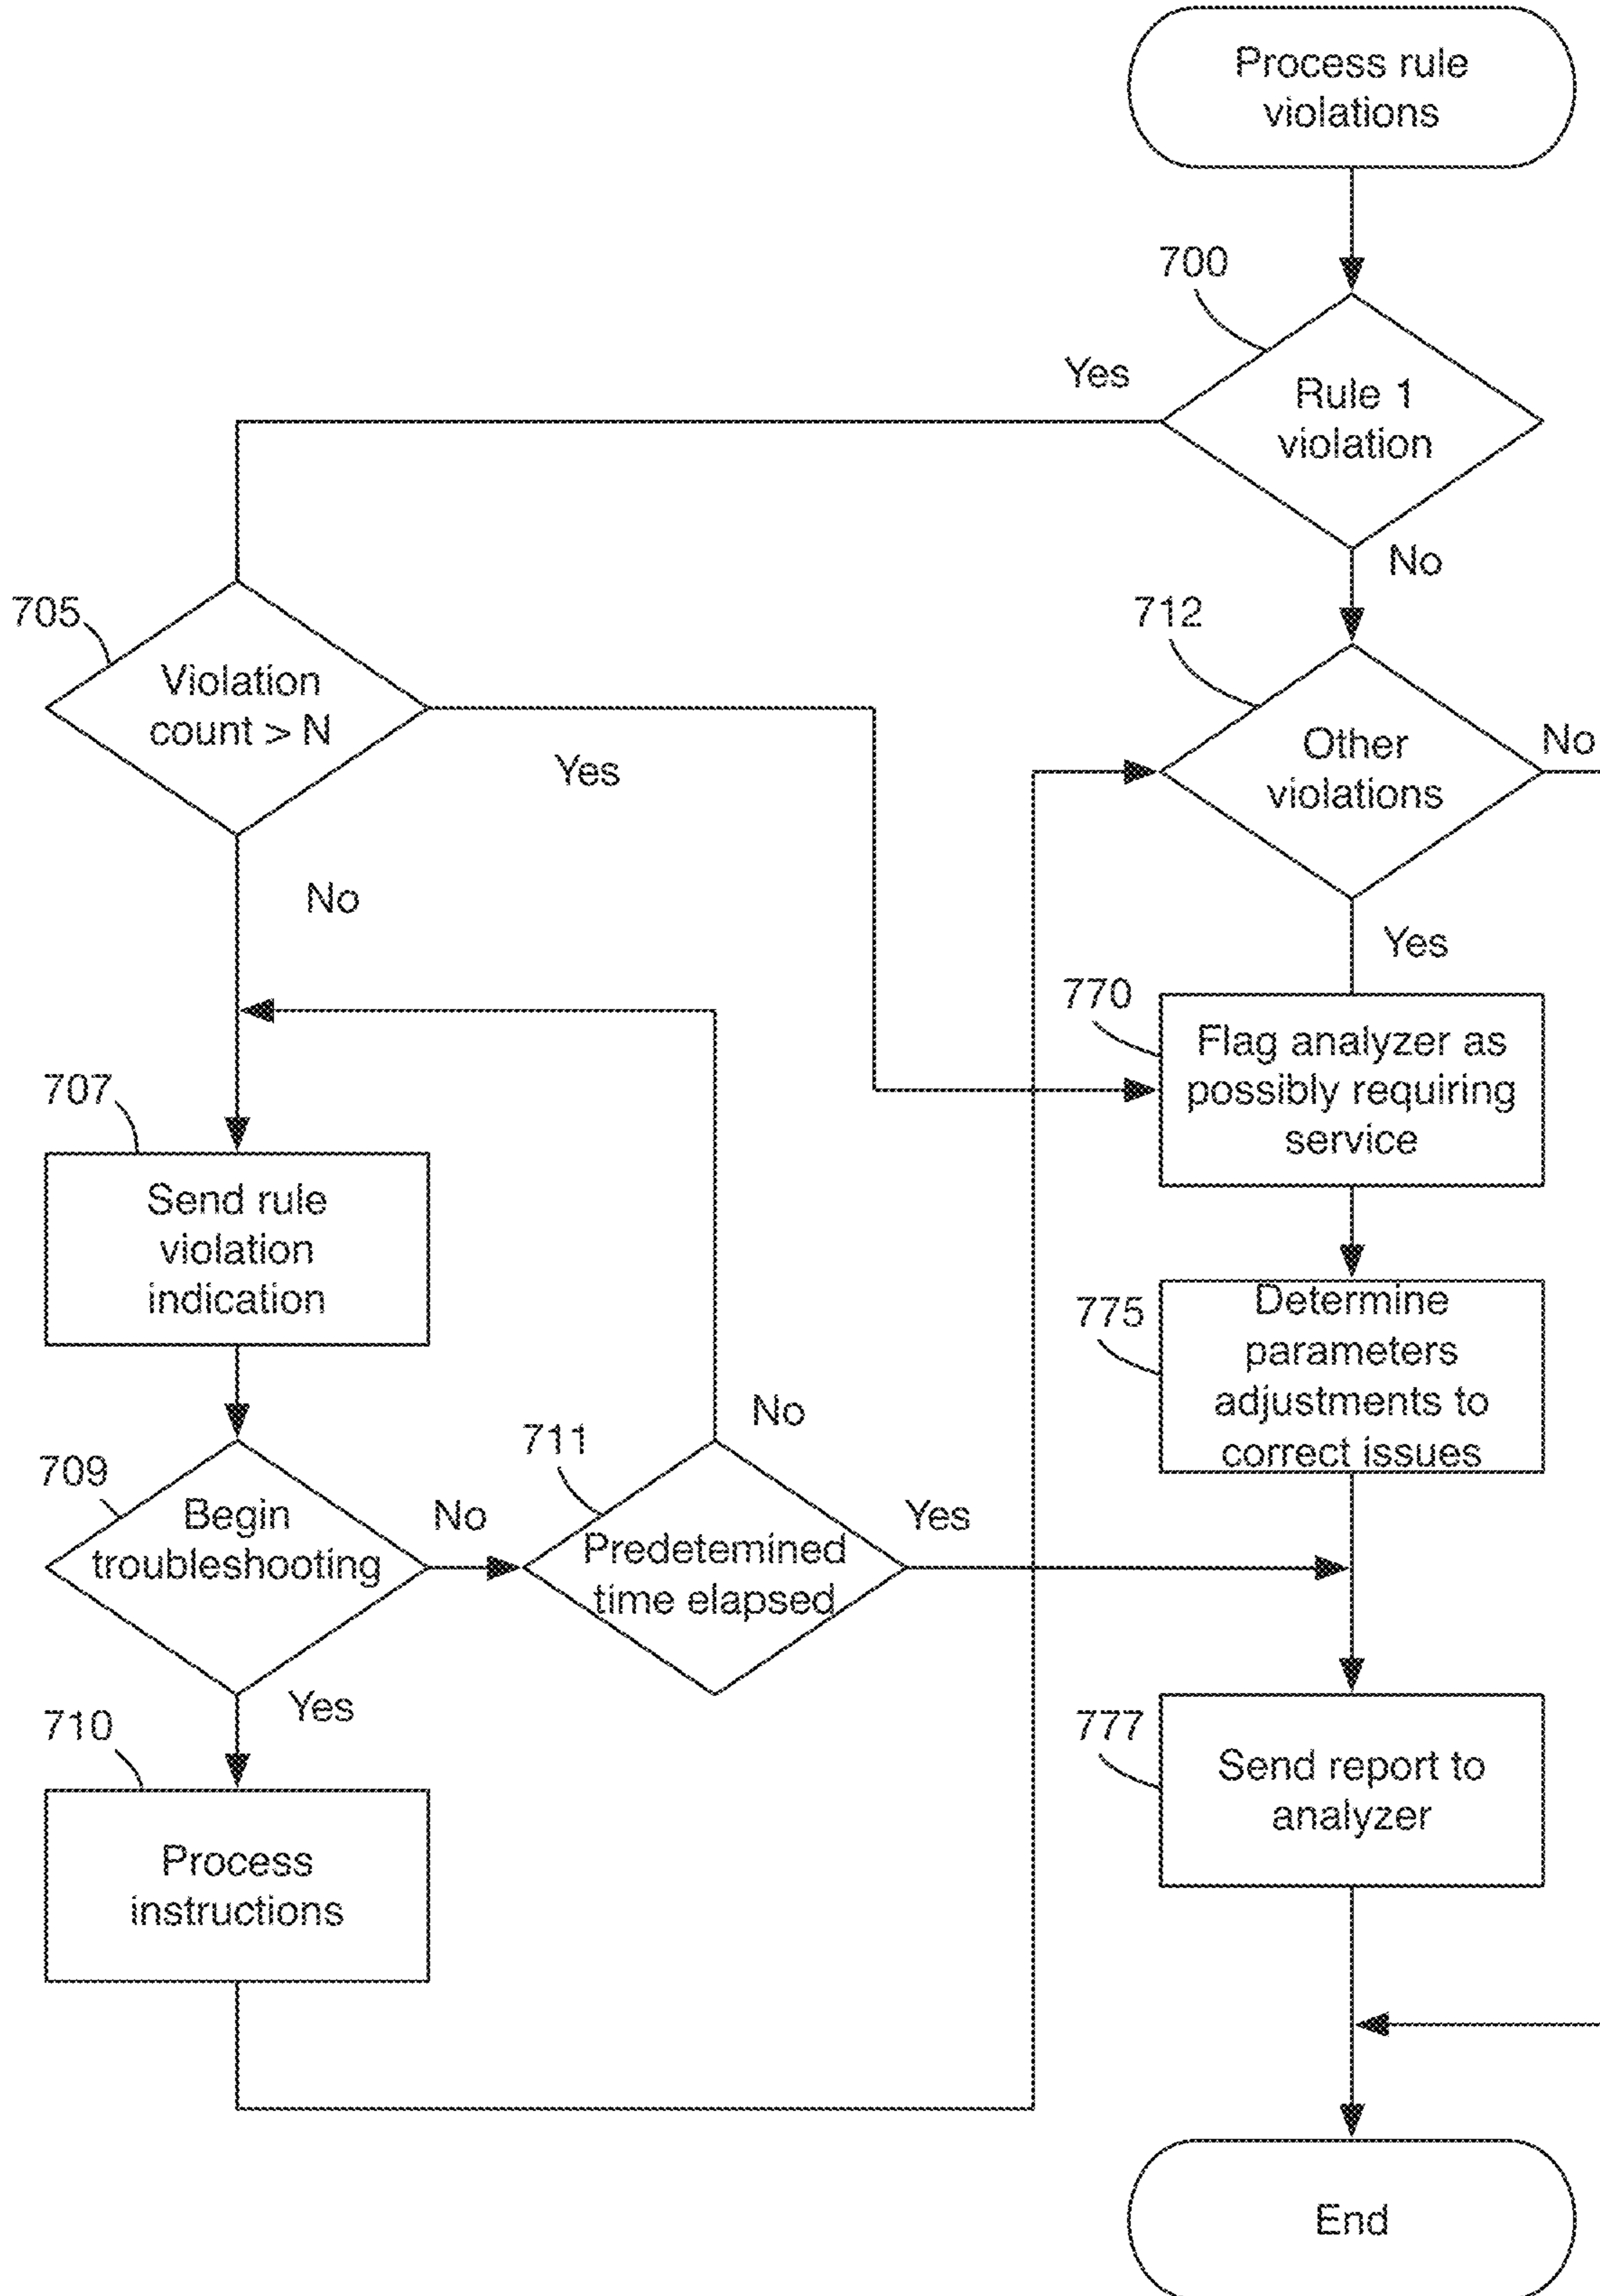 Process rule
violations
700
Yes
Rule 1
violation
No
705
Violation
count > N
Yes
712
Other
violations
No
No
Yes
770
Flag analyzer as
possibly requiring
service
707
Send rule
violation
indication
775
Determine
parameters
adjustments to
correct issues
709
Begin
troubleshooting
No
711
No
Predetemined
time elapsed
Yes
Yes
710
Process
instructions
777
Send report to
analyzer
End